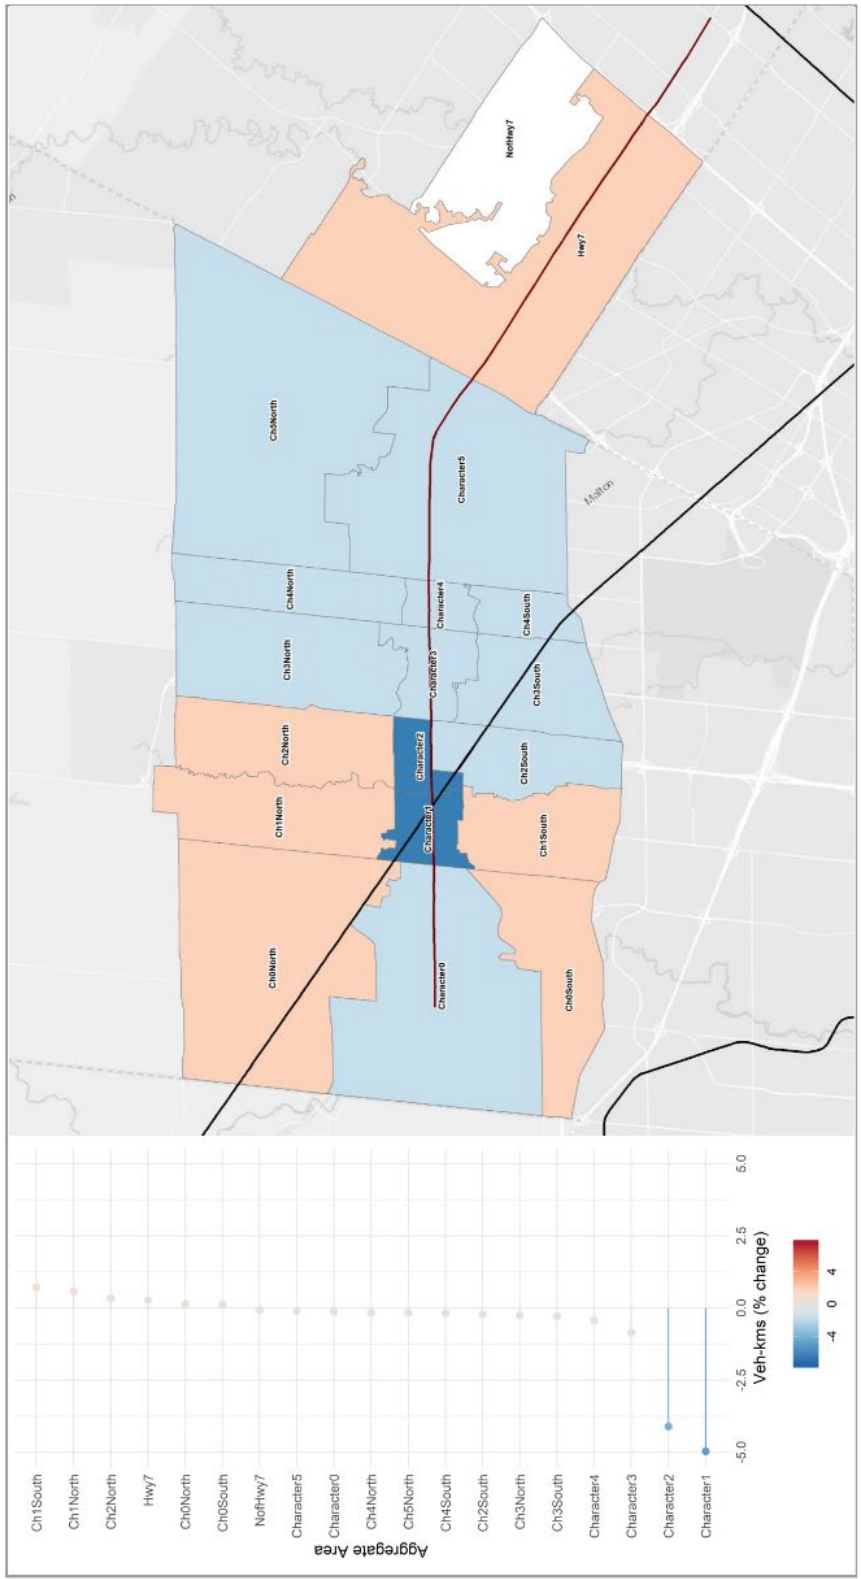 Ch1South
Ch1North
Ch2North
Hwy7
Ch0North
Ch0South
NofHwy7
Character5
Character0
Ch4North
Ch5North
Ch4South
Ch2South
Ch3North
Ch3South
Character4
Character3
Character2
Character1
Aggregate Area
-5.0
-2.5
0.0
2.5
5.0
Veh-kms (% change)
-4
0
4
Ch0North
Ch1North
Ch2North
Ch3North
Ch4North
Ch5North
NofHwy7
Hwy7
Character0
Character1
Character2
Character3
Character4
Character5
Malton
Ch0South
Ch1South
Ch2South
Ch3South
Ch4South